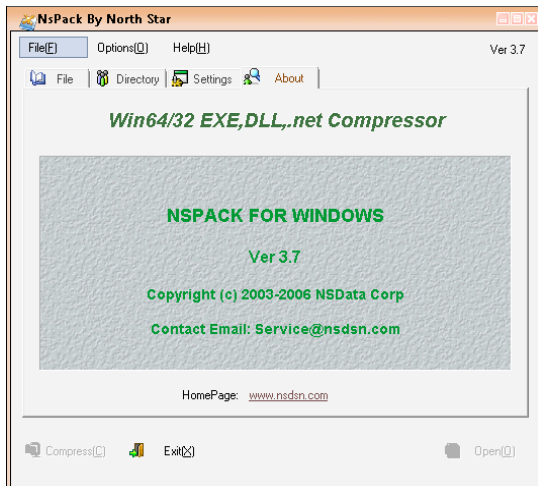 NsPack By North Star
File(F) Options(O) Help(H) Ver 3.7
File Directory Settings About
Win64/32 EXE,DLL,.net Compressor
NSPACK FOR WINDOWS
Ver 3.7
Copyright (c) 2003-2006 NSData Corp
Contact Email: Service@nsdsn.com
HomePage: www.nsdsn.com
Compress(C) Exit(X) Open(O)